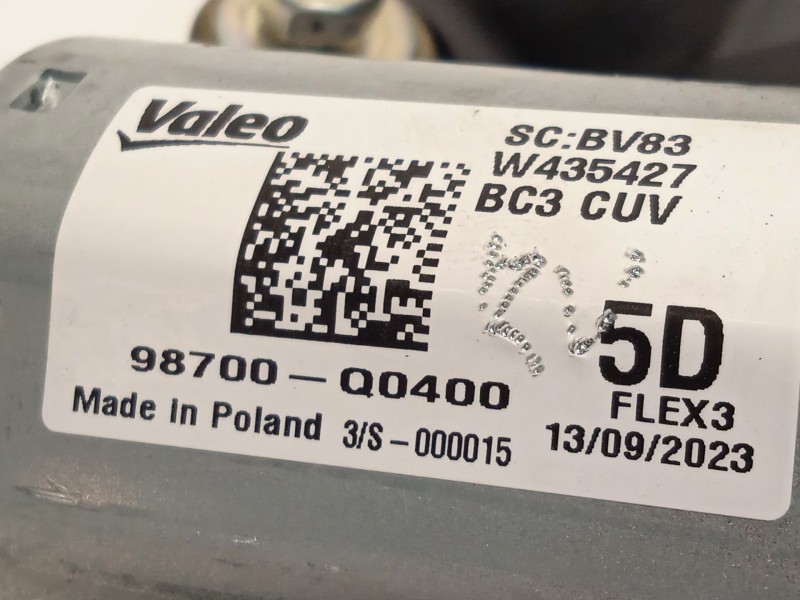 Valeo
SC:BV83
W435427
BC3 CUV
5D
FLEX3
98700-Q0400
13/09/2023
Made in Poland 3/S-000015